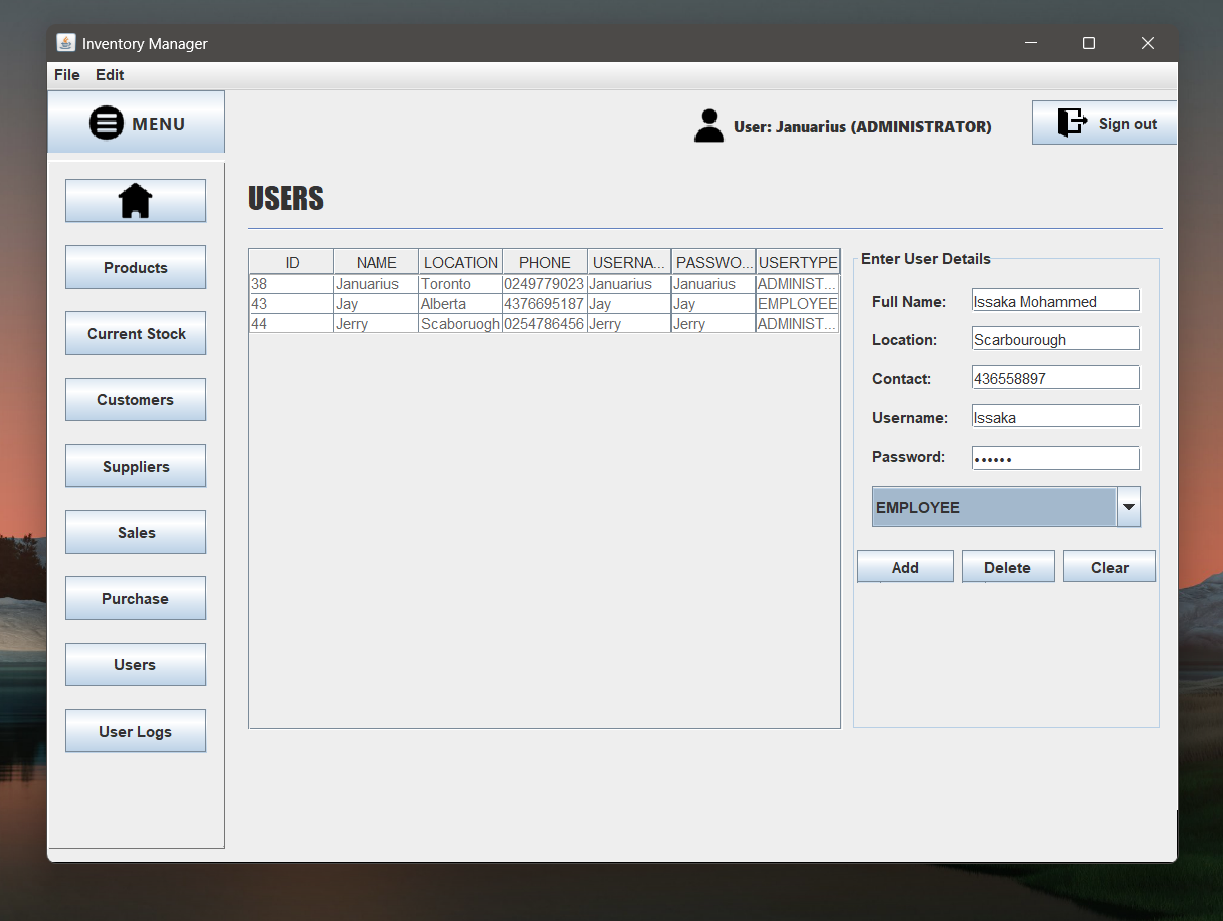 Inventory Manager
File Edit
MENU
User: Januarius (ADMINISTRATOR)
Sign out
Products
Current Stock
Customers
Suppliers
Sales
Purchase
Users
User Logs
USERS
ID NAME LOCATION PHONE USERNA... PASSWO... USERTYPE
38 Januarius Toronto 0249779023 Januarius Januarius ADMINIST...
43 Jay Alberta 4376695187 Jay Jay EMPLOYEE
44 Jerry Scaboruogh 0254786456 Jerry Jerry ADMINIST...
Enter User Details
Full Name: Issaka Mohammed
Location: Scarbourough
Contact: 436558897
Username: Issaka
Password: ••••••
EMPLOYEE
Add Delete Clear